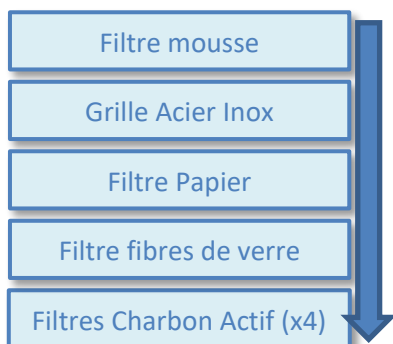 Filtre mousse
Grille Acier Inox
Filtre Papier
Filtre fibres de verre
Filtres Charbon Actif (x4)